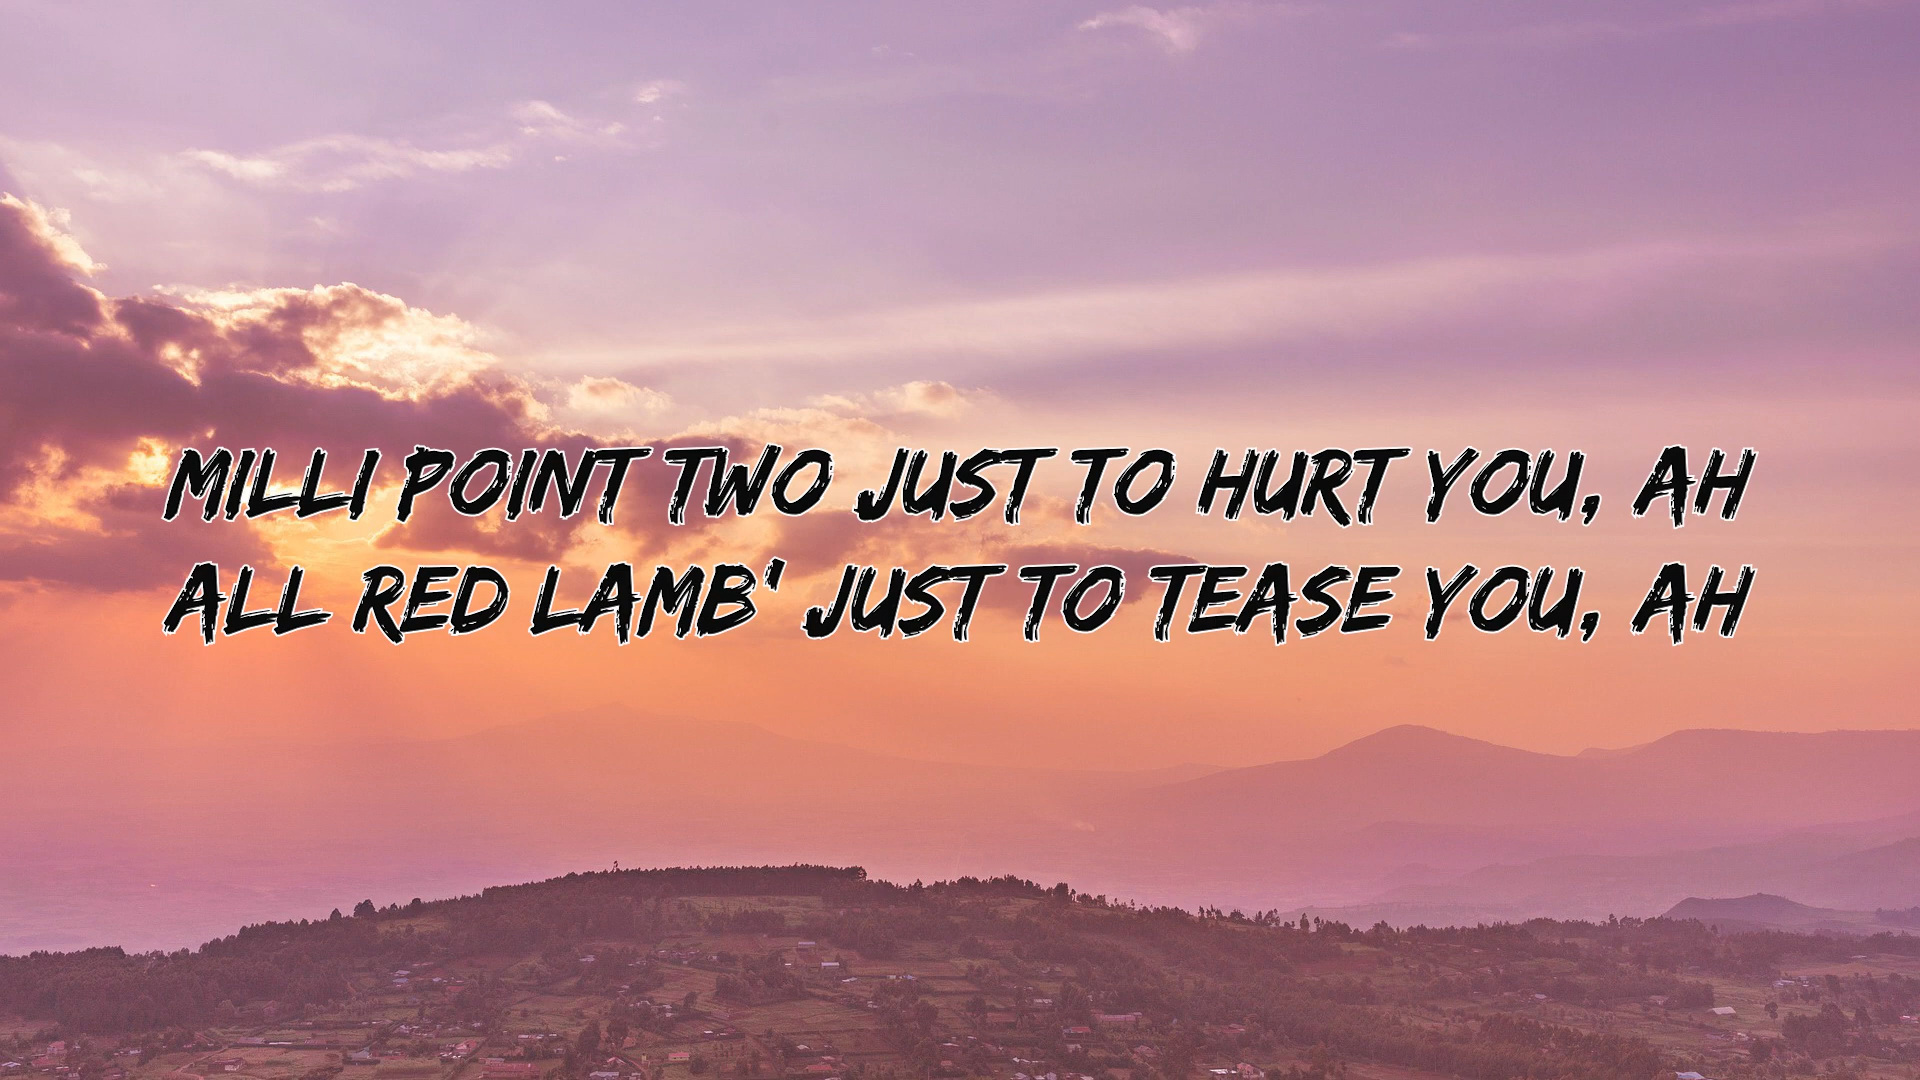 MILLI POINT TWO JUST TO HURT YOU, AH
ALL RED LAMB' JUST TO TEASE YOU, AH